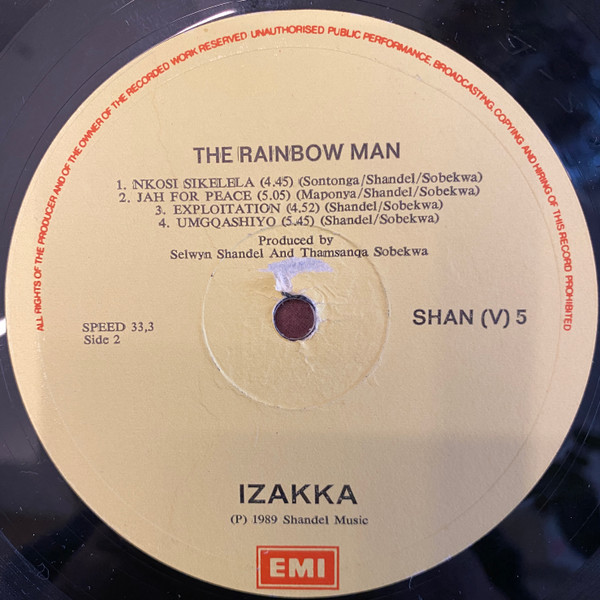 ALL RIGHTS OF THE PRODUCER AND OF THE OWNER OF THE RECORDED WORK RESERVED UNAUTHORISED PUBLIC PERFORMANCE, BROADCASTING, COPYING AND HIRING OF THIS RECORD PROHIBITED
THE RAINBOW MAN
1. NKOSI SIKELELA (4.45) (Sontonga/Shandel/Sobekwa)
2. JAH FOR PEACE (5.05) (Maponya/Shandel/Sobekwa)
3. EXPLOITATION (4.52) (Shandel/Sobekwa)
4. UMGQASHIYO (5.45) (Shandel/Sobekwa)
Produced by
Selwyn Shandel And Thamsanqa Sobekwa
SPEED 33,3
Side 2
SHAN (V) 5
IZAKKA
(P) 1989 Shandel Music
EMI